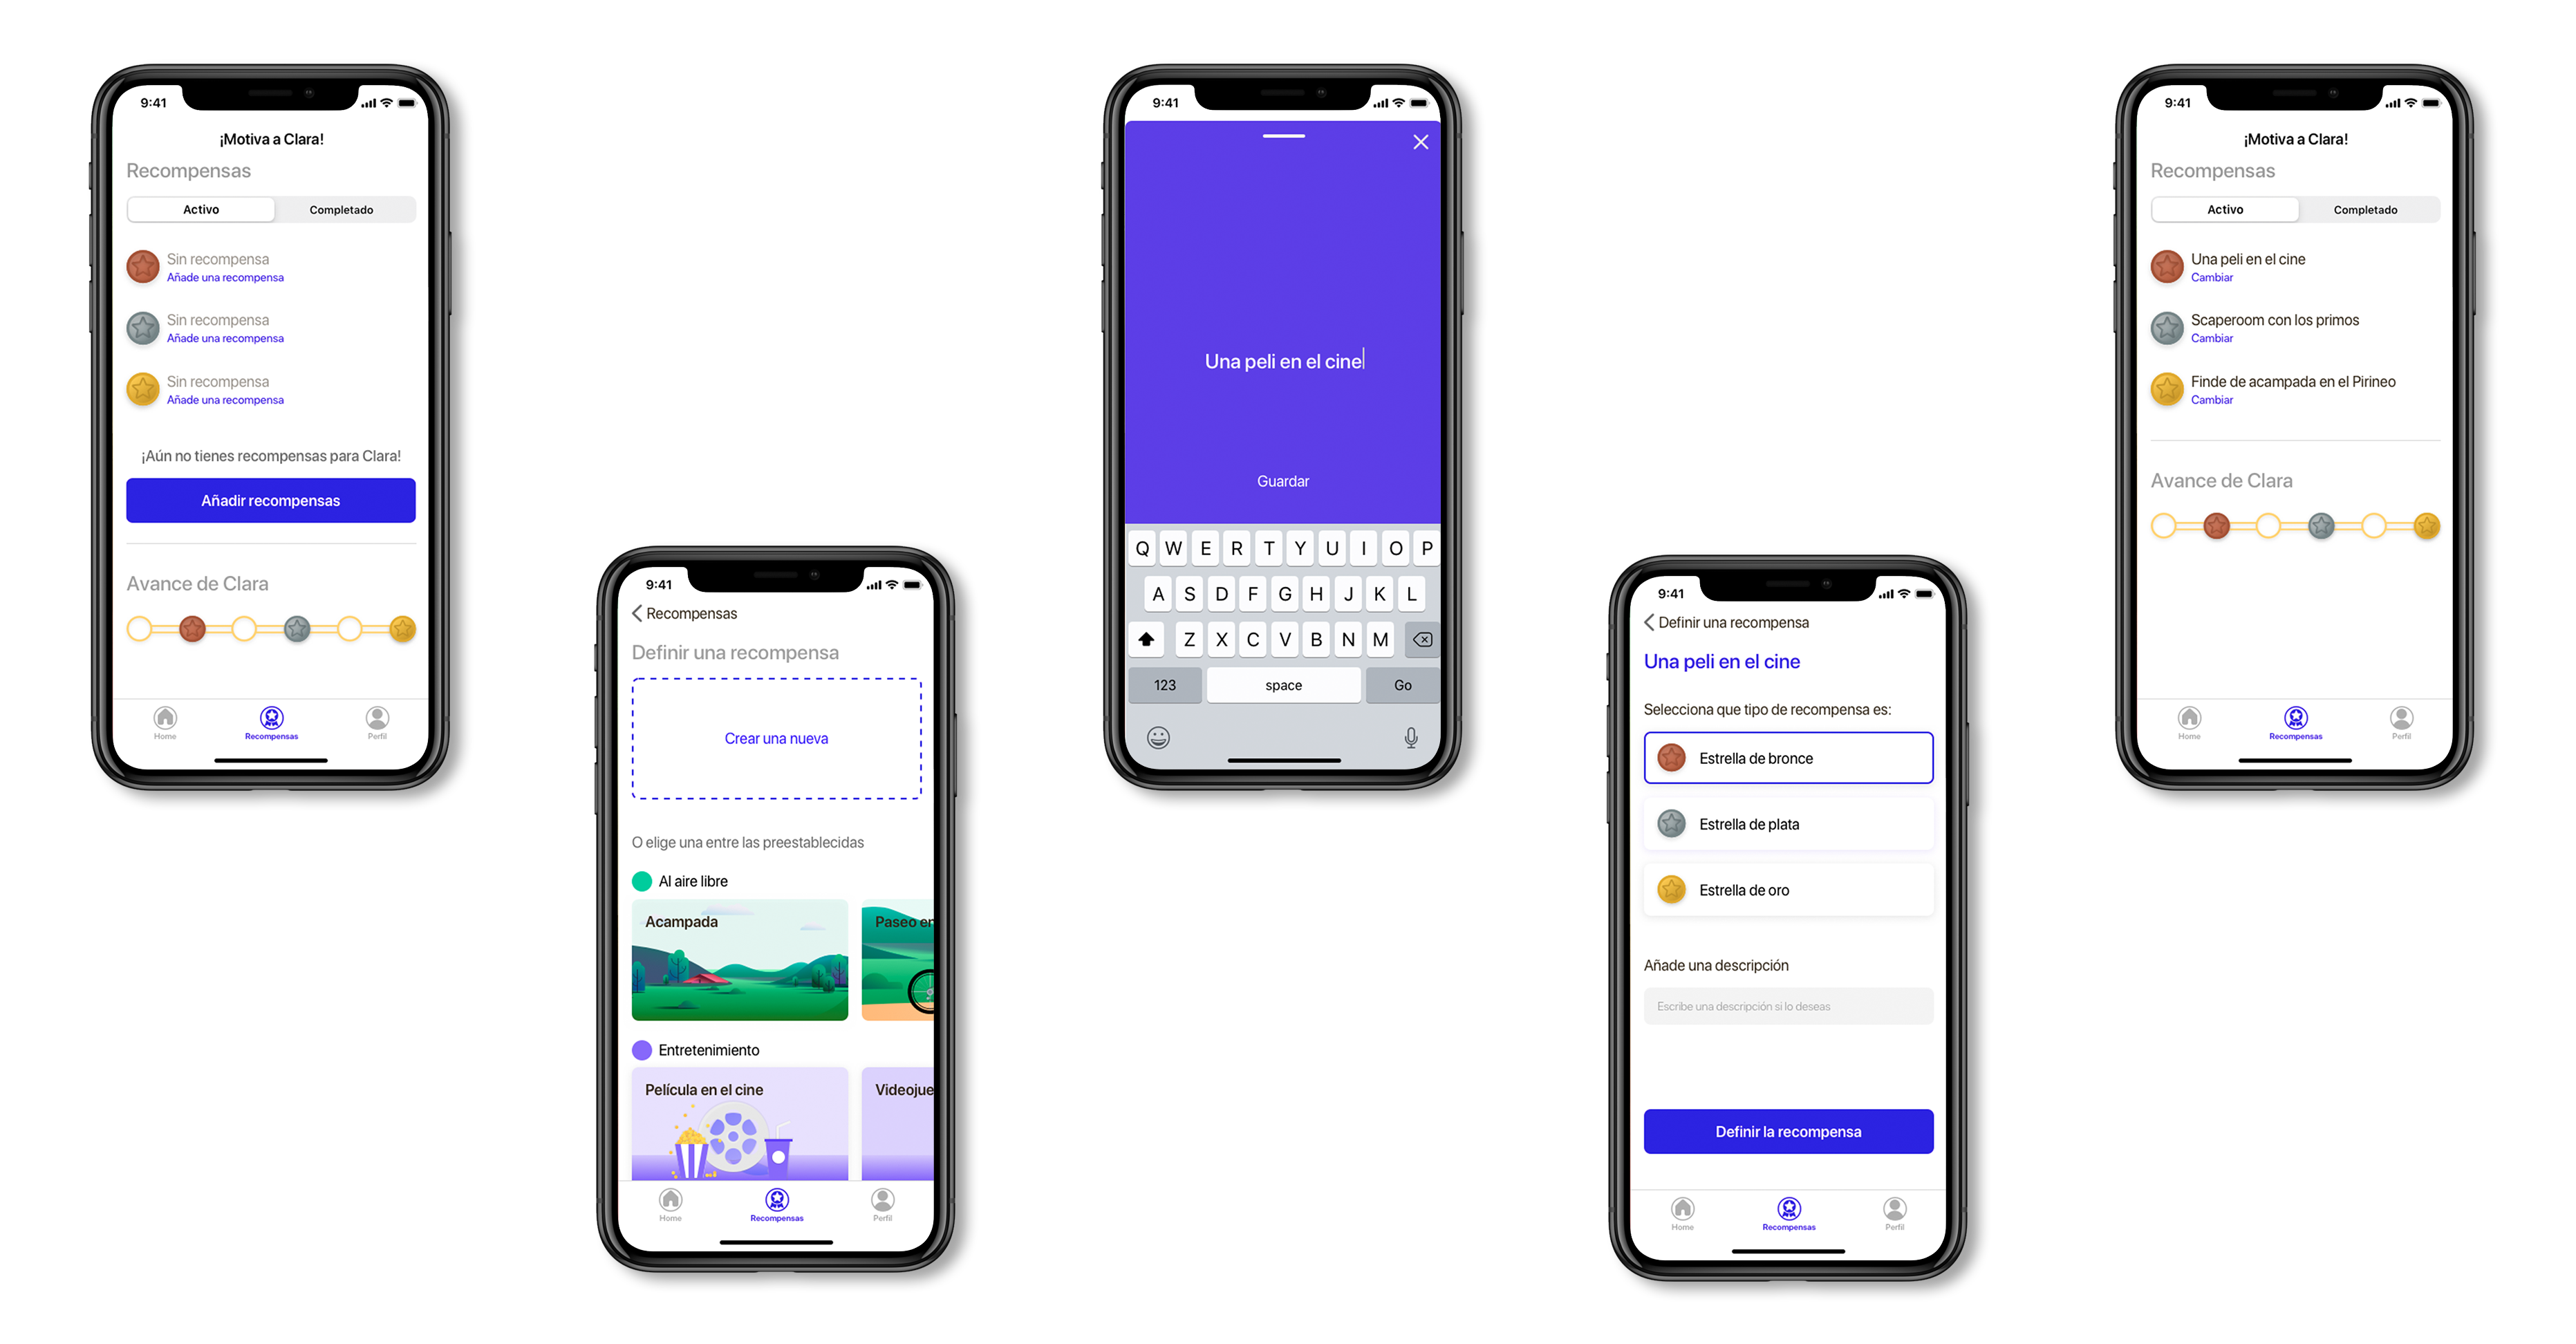 9:41
¡Motiva a Clara!
Recompensas
Activo
Completado
Sin recompensa
Añade una recompensa
Sin recompensa
Añade una recompensa
Sin recompensa
Añade una recompensa
¡Aún no tienes recompensas para Clara!
Añadir recompensas
Avance de Clara
Home
Recompensas
Perfil
9:41
Recompensas
Definir una recompensa
Crear una nueva
O elige una entre las preestablecidas
Al aire libre
Acampada
Paseo en
Entretenimiento
Película en el cine
Videojue
Home
Recompensas
Perfil
9:41
Una peli en el cine
Guardar
Q W E R T Y U I O P
A S D F G H J K L
Z X C V B N M
123
space
Go
9:41
Definir una recompensa
Una peli en el cine
Selecciona que tipo de recompensa es:
Estrella de bronce
Estrella de plata
Estrella de oro
Añade una descripción
Escribe una descripción si lo deseas
Definir la recompensa
Home
Recompensas
Perfil
9:41
¡Motiva a Clara!
Recompensas
Activo
Completado
Una peli en el cine
Cambiar
Scaperoom con los primos
Cambiar
Finde de acampada en el Pirineo
Cambiar
Avance de Clara
Home
Recompensas
Perfil